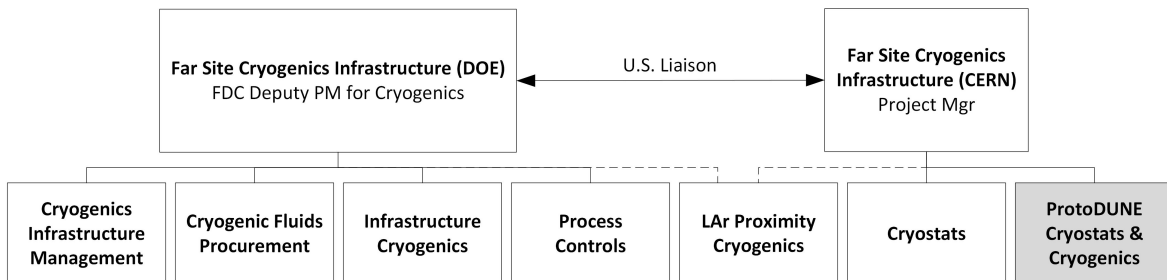 Far Site Cryogenics Infrastructure (DOE)
FDC Deputy PM for Cryogenics
U.S. Liaison
Far Site Cryogenics
Infrastructure (CERN)
Project Mgr
Cryogenics
Infrastructure
Management
Cryogenic Fluids
Procurement
Infrastructure
Cryogenics
Process
Controls
LAr Proximity
Cryogenics
Cryostats
ProtoDUNE
Cryostats &
Cryogenics